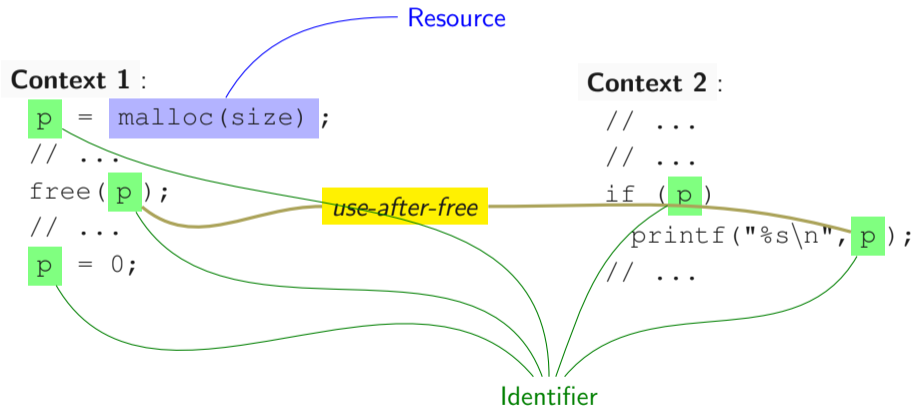 Resource
Context 1 :
p = malloc(size) ;
// ...
free( p );
// ...
p = 0;
use-after-free
Context 2 :
// ...
// ...
if ( p )
printf("%s\n", p );
// ...
Identifier